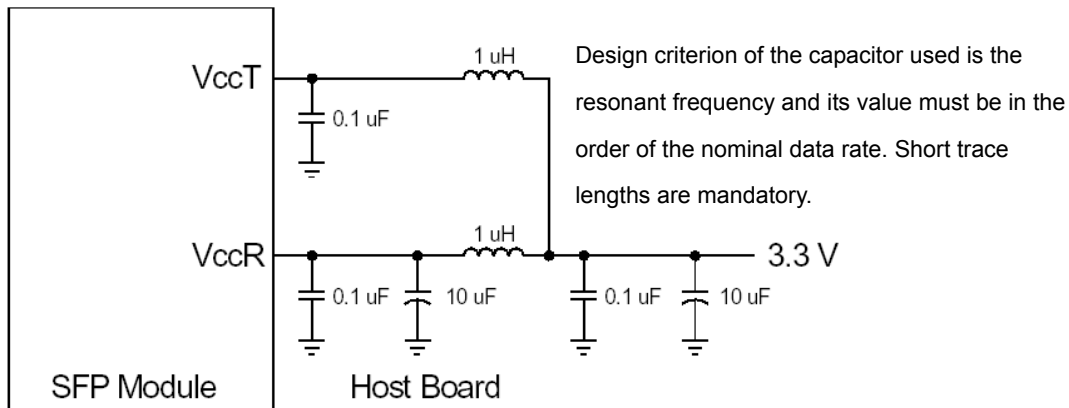 1 uH
Design criterion of the capacitor used is the
VccT
resonant frequency and its value must be in the
0.1 uF
order of the nominal data rate. Short trace
lengths are mandatory.
1 uH
VccR
3.3 V
0.1 uF
10 uF
0.1 uF
10 uF
SFP Module
Host Board